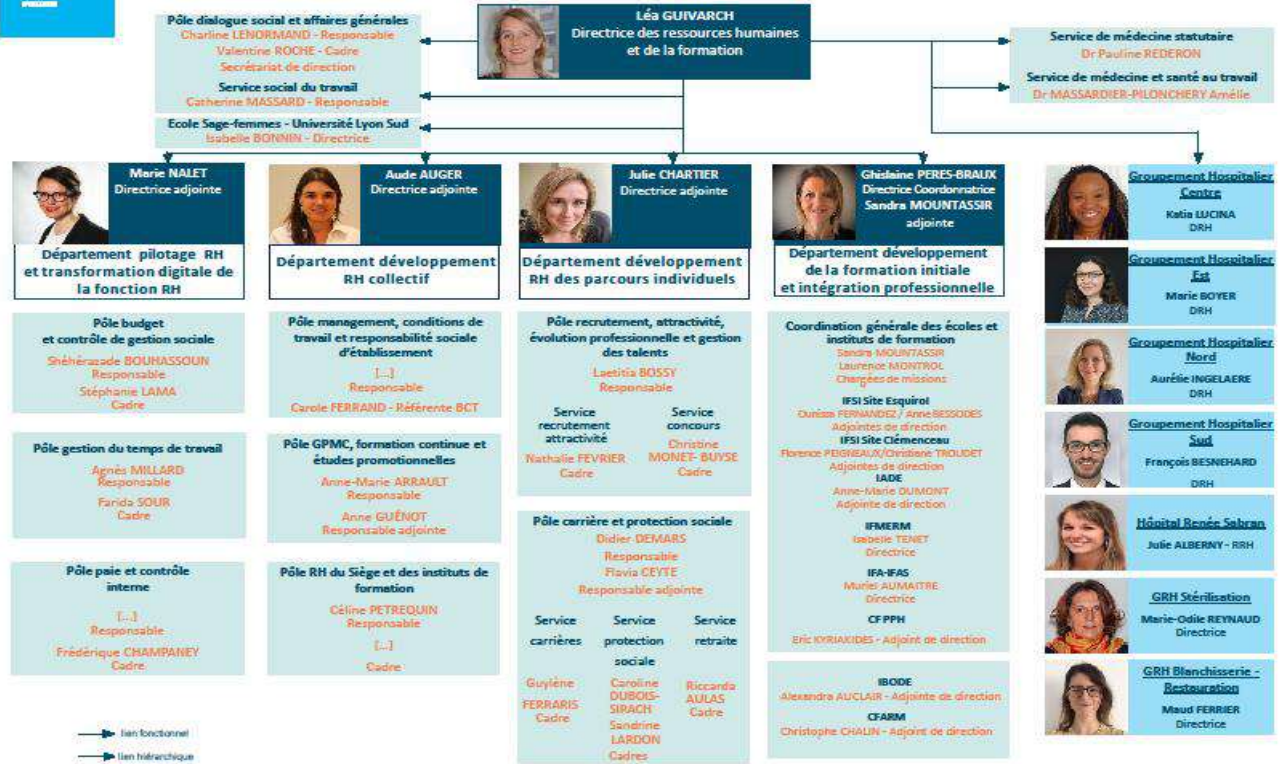 Léa GUIVARCH
Directrice des ressources humaines
et de la formation
Pôle dialogue social et affaires générales
Charline LENORMAND - Responsable
Valentine ROCHE - Cadre
Secrétariat de direction
Service social du travail
Catherine MASSARD - Responsable
Ecole Sage-femmes - Université Lyon Sud
Isabelle BONNIN - Directrice
Service de médecine statutaire
Dr Pauline REDERON
Service de médecine et santé au travail
Dr MASSARDIER-PILONCHERY Amélie
Marie NALET
Directrice adjointe
Département pilotage RH
et transformation digitale de
la fonction RH
Pôle budget
et contrôle de gestion sociale
Shéhérazade BOUHASSOUN
Responsable
Stéphanie LAMA
Cadre
Pôle gestion du temps de travail
Agnès MILLARD
Responsable
Farida SOUR
Cadre
Pôle paie et contrôle
interne
[...]
Responsable
Frédérique CHAMPANEY
Cadre
Aude AUGER
Directrice adjointe
Département développement
RH collectif
Pôle management, conditions de
travail et responsabilité sociale
d'établissement
[...]
Responsable
Carole FERRAND - Référente BCT
Pôle GPMC, formation continue et
études promotionnelles
Anne-Marie ARRAULT
Responsable
Anne GUÉNOT
Responsable adjointe
Pôle RH du Siège et des instituts de
formation
Céline PETREQUIN
Responsable
[...]
Cadre
Julie CHARTIER
Directrice adjointe
Département développement
RH des parcours individuels
Pôle recrutement, attractivité,
évolution professionnelle et gestion
des talents
Laetitia BOSSY
Responsable
Service
recrutement
attractivité
Nathalie FEVRIER
Cadre
Service
concours
Christine
MONET- BUYSE
Cadre
Pôle carrière et protection sociale
Didier DEMARS
Responsable
Flavia CEYTE
Responsable adjointe
Service
carrières
Guylène
FERRARIS
Cadre
Service
protection
sociale
Caroline
DUBOIS-
SIRACH
Sandrine
LARDON
Cadres
Service
retraite
Riccarda
AULAS
Cadre
Ghislaine PERES-BRAUX
Directrice Coordonnatrice
Sandra MOUNTASSIR
adjointe
Département développement
de la formation initiale
et intégration professionnelle
Coordination générale des écoles et
instituts de formation
Sandra MOUNTASSIR
Laurence MONTROL
Chargées de missions
IFSI Site Esquirol
Ounissa FERNANDEZ / Anne BESSODES
Adjointes de direction
IFSI Site Clémenceau
Florence PEIGNEAUX/Christiane TROUDET
Adjointes de direction
IADE
Anne-Marie DUMONT
Adjointe de direction
IFMERM
Isabelle TENET
Directrice
IFA-IFAS
Muriel AUMAITRE
Directrice
CFPPH
Eric KYRIAKIDES - Adjoint de direction
IBODE
Alexandra AUCLAIR - Adjointe de direction
CFARM
Christophe CHALIN - Adjoint de direction
Groupement Hospitalier
Centre
Katia LUCINA
DRH
Groupement Hospitalier
Est
Marie BOYER
DRH
Groupement Hospitalier
Nord
Aurélie INGELAERE
DRH
Groupement Hospitalier
Sud
François BESNEHARD
DRH
Hôpital Renée Sabran
Julie ALBERNY - RRH
GRH Stérilisation
Marie-Odile REYNAUD
Directrice
GRH Blanchisserie -
Restauration
Maud FERRIER
Directrice
lien fonctionnel
lien hiérarchique